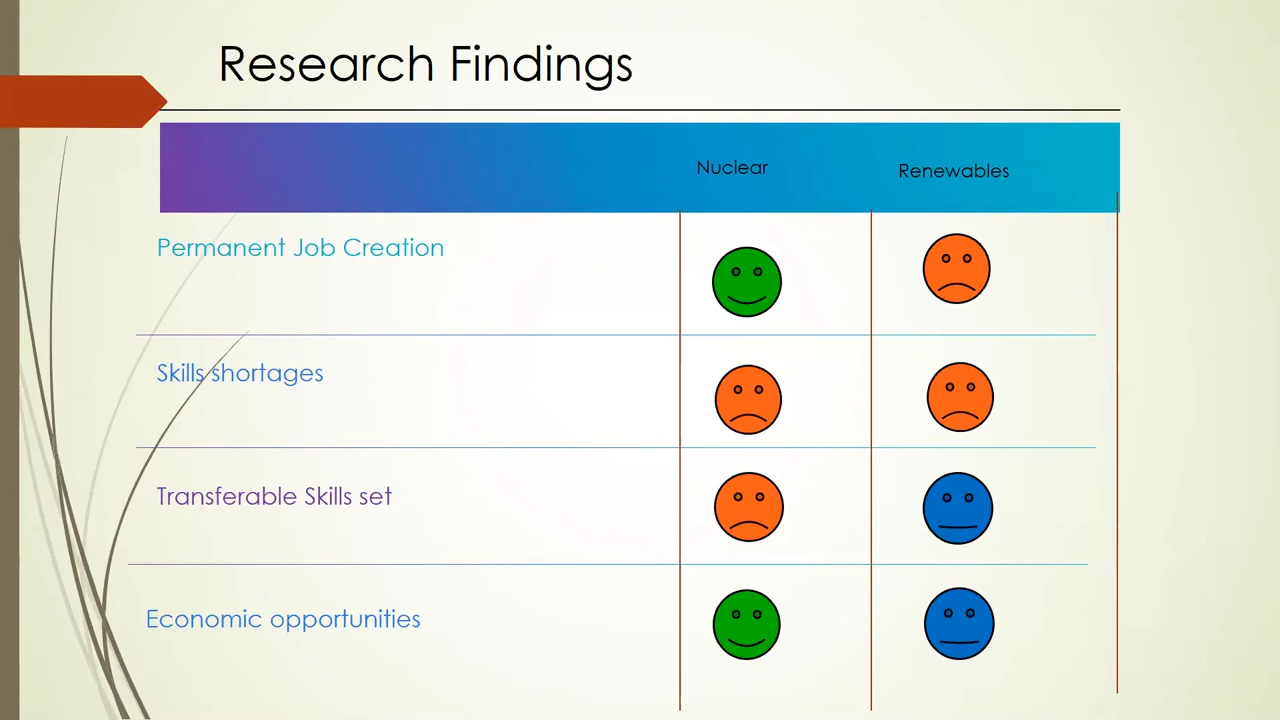 Research Findings
Nuclear
Renewables
Permanent Job Creation
Skills shortages
Transferable Skills set
Economic opportunities